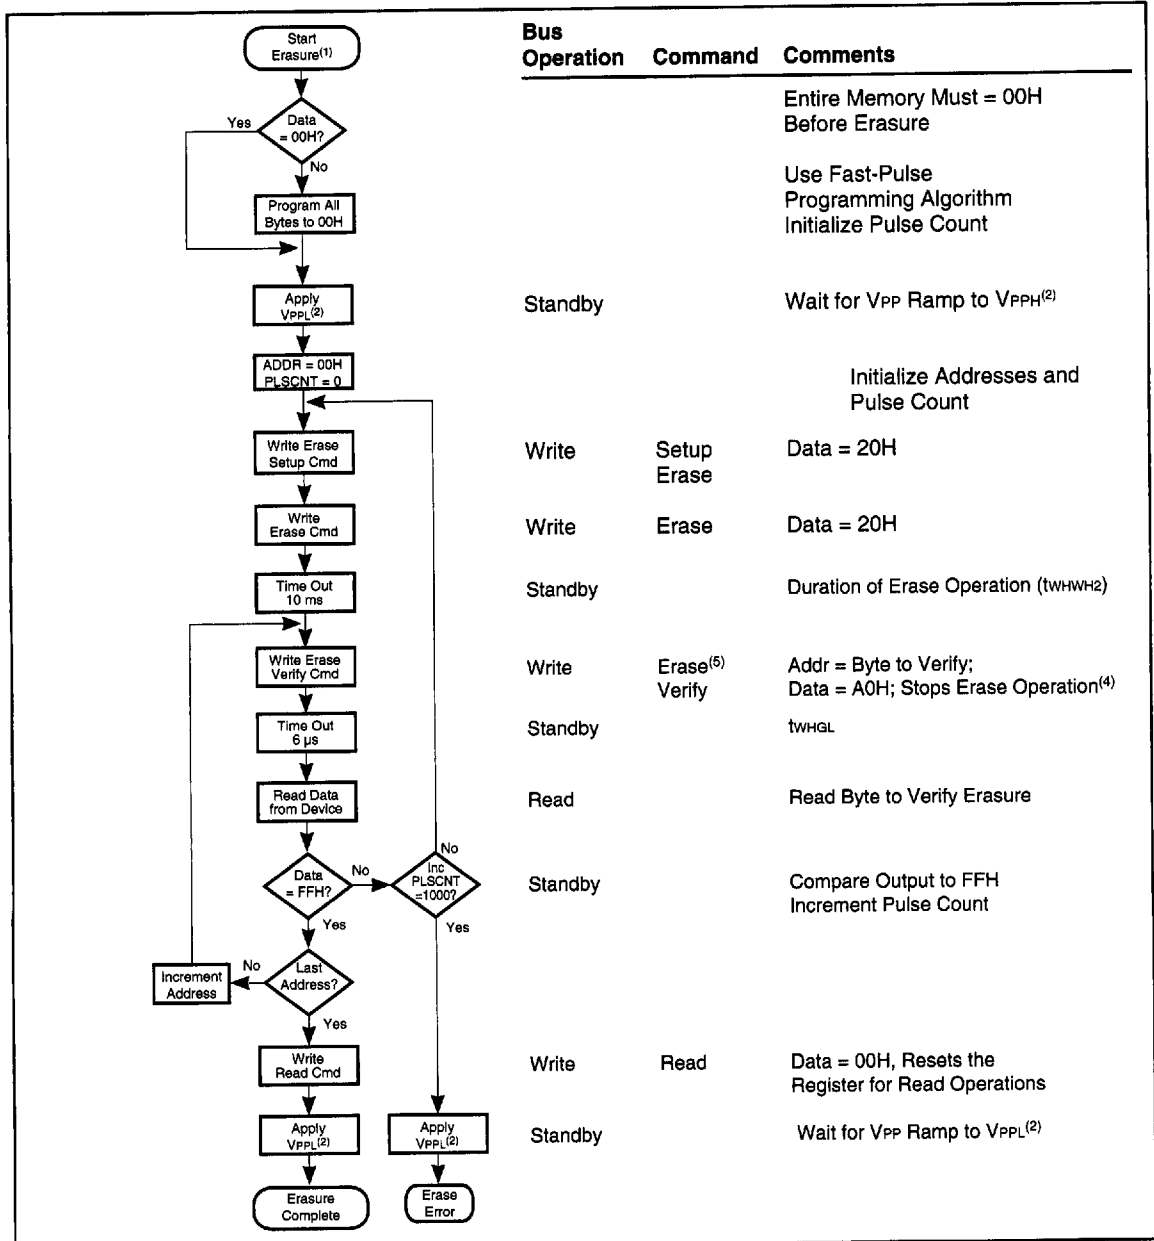 Start
Erasure(1)
Data
= 00H?
Yes
No
Program All
Bytes to 00H
Apply
VPPL(2)
ADDR = 00H
PLSCNT = 0
Write Erase
Setup Cmd
Write
Erase Cmd
Time Out
10 ms
Write Erase
Verify Cmd
Time Out
6 µs
Read Data
from Device
Data
= FFH?
No
Yes
Inc
PLSCNT
=1000?
No
Yes
Last
Address?
No
Yes
Increment
Address
Write
Read Cmd
Apply
VPPL(2)
Apply
VPPL(2)
Erasure
Complete
Erase
Error
Bus
Operation Command Comments
Entire Memory Must = 00H
Before Erasure
Use Fast-Pulse
Programming Algorithm
Initialize Pulse Count
Standby Wait for VPP Ramp to VPPH(2)
Initialize Addresses and
Pulse Count
Write Setup Data = 20H
Erase
Write Erase Data = 20H
Standby Duration of Erase Operation (tWHWH2)
Write Erase(5) Addr = Byte to Verify;
Verify Data = A0H; Stops Erase Operation(4)
Standby tWHGL
Read Read Byte to Verify Erasure
Standby Compare Output to FFH
Increment Pulse Count
Write Read Data = 00H, Resets the
Register for Read Operations
Standby Wait for VPP Ramp to VPPL(2)